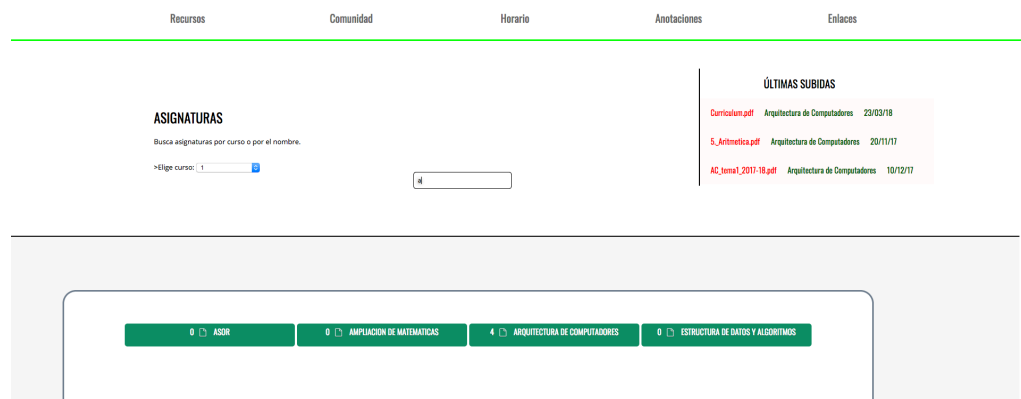 Recursos Comunidad Horario Anotaciones Enlaces
ÚLTIMAS SUBIDAS
Curriculum.pdf Arquitectura de Computadores 23/03/18
5_Aritmetica.pdf Arquitectura de Computadores 20/11/17
AC_tema1_2017-18.pdf Arquitectura de Computadores 10/12/17
ASIGNATURAS
Busca asignaturas por curso o por el nombre.
>Elige curso: 1
a
0 ASOR
0 AMPLIACION DE MATEMATICAS
4 ARQUITECTURA DE COMPUTADORES
0 ESTRUCTURA DE DATOS Y ALGORITMOS